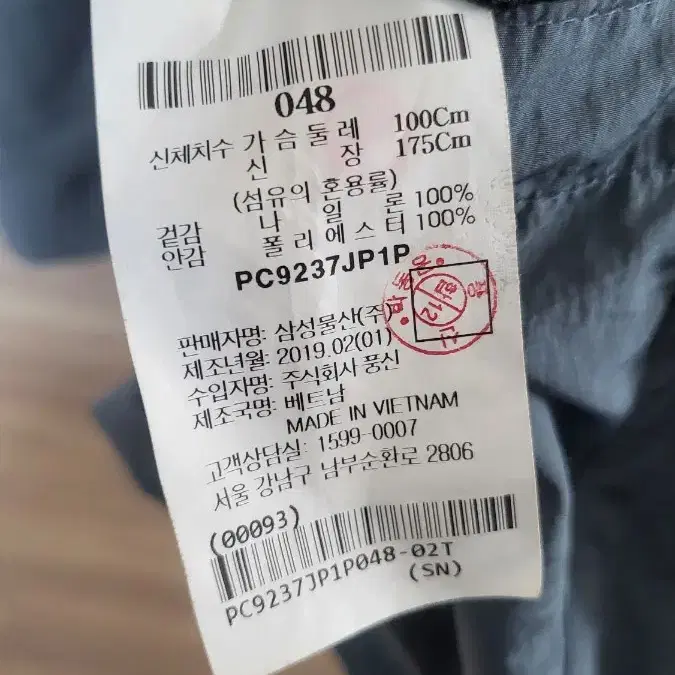 048
신체치수 가슴둘레 100Cm
신장 175Cm
(섬유의 혼용률)
겉감 나일론 100%
안감 폴리에스터 100%
PC9237JP1P
판매자명: 삼성물산(주)
제조년월: 2019.02(01)
수입자명: 주식회사 풍신
제조국명: 베트남
MADE IN VIETNAM
고객상담실: 1599-0007
서울 강남구 남부순환로 2806
(00093)
PC9237JP1P048-02T
(SN)